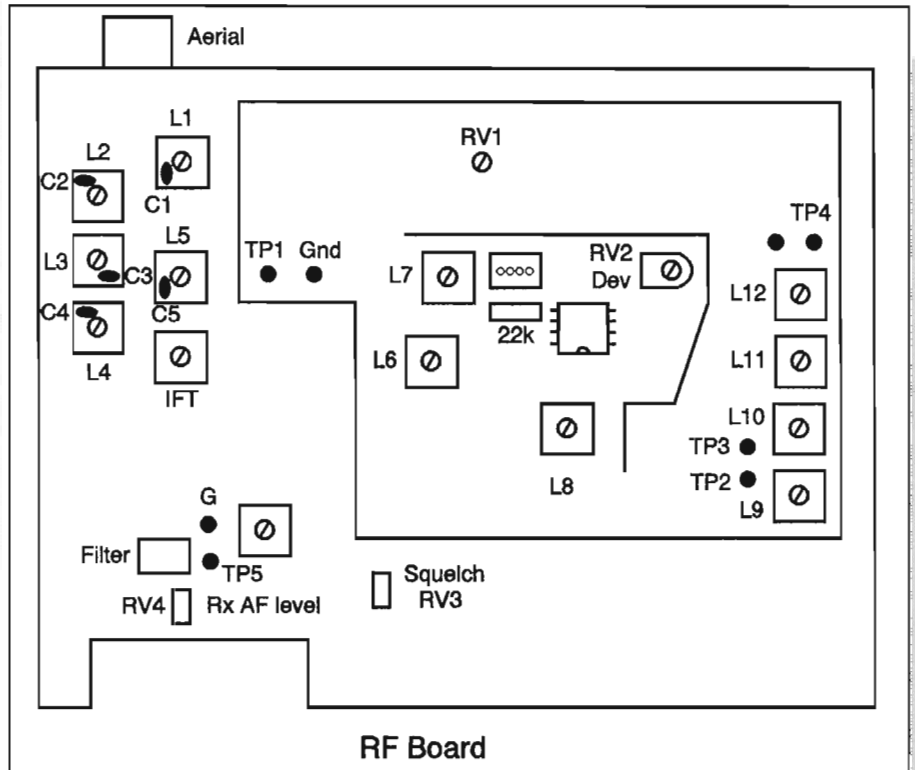 Aerial
L1
RV1
L2
C2
C1
TP4
L5
TP1 Gnd
RV2
L3
C3
L7
Dev
L12
C4
C5
22k
L6
L11
L4
IFT
L10
TP3
L8
TP2
L9
G
Filter
TP5
Squelch
RV4
Rx AF level
RV3
RF Board